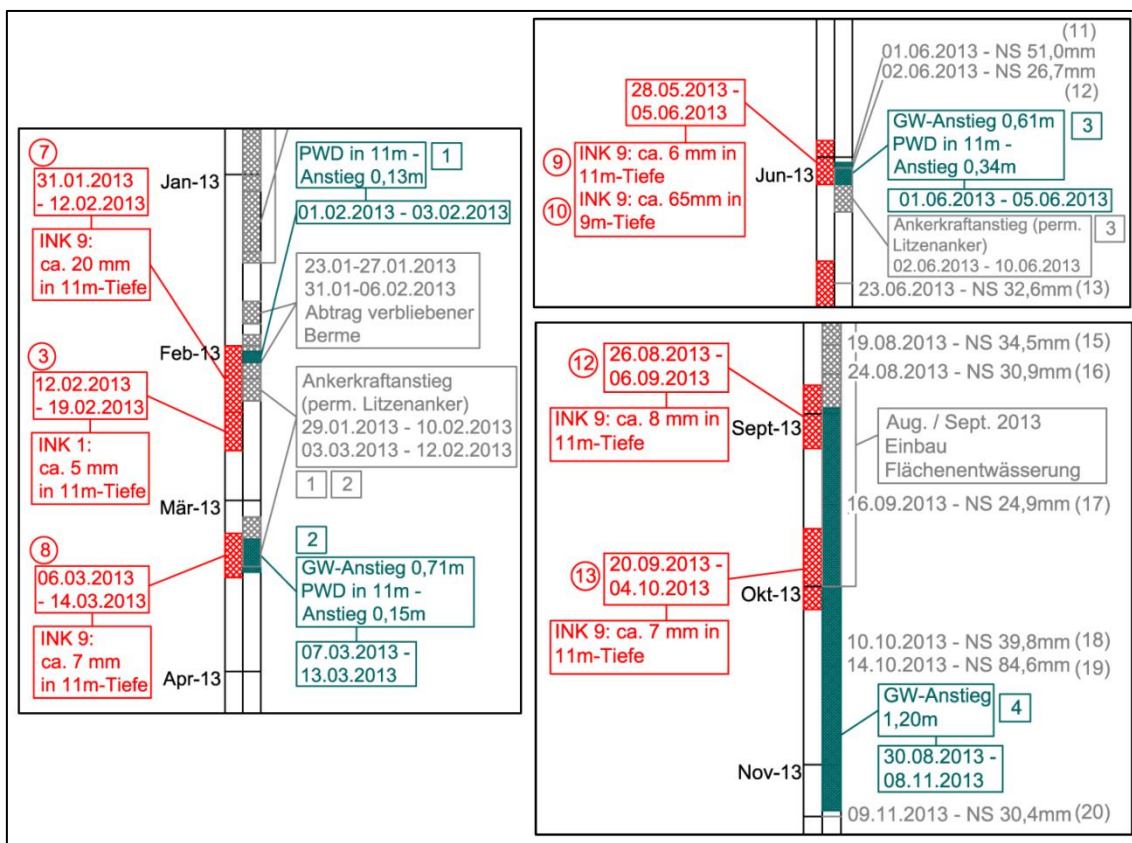 7
31.01.2013
- 12.02.2013
INK 9:
ca. 20 mm
in 11m-Tiefe
3
12.02.2013
- 19.02.2013
INK 1:
ca. 5 mm
in 11m-Tiefe
8
06.03.2013
- 14.03.2013
INK 9:
ca. 7 mm
in 11m-Tiefe
Jan-13
Feb-13
Mär-13
Apr-13
PWD in 11m -
Anstieg 0,13m
1
01.02.2013 - 03.02.2013
23.01-27.01.2013
31.01-06.02.2013
Abtrag verbliebener
Berme
Ankerkraftanstieg
(perm. Litzenanker)
29.01.2013 - 10.02.2013
03.03.2013 - 12.02.2013
1 2
2
GW-Anstieg 0,71m
PWD in 11m -
Anstieg 0,15m
07.03.2013 -
13.03.2013
28.05.2013 -
05.06.2013
9
INK 9: ca. 6 mm in
11m-Tiefe
10
INK 9: ca. 65mm in
9m-Tiefe
Jun-13
(11)
01.06.2013 - NS 51,0mm
02.06.2013 - NS 26,7mm
(12)
GW-Anstieg 0,61m
PWD in 11m -
Anstieg 0,34m
3
01.06.2013 - 05.06.2013
Ankerkraftanstieg (perm.
Litzenanker)
02.06.2013 - 10.06.2013
3
23.06.2013 - NS 32,6mm (13)
12
26.08.2013 -
06.09.2013
INK 9: ca. 8 mm in
11m-Tiefe
Sept-13
13
20.09.2013 -
04.10.2013
INK 9: ca. 7 mm in
11m-Tiefe
Okt-13
Nov-13
19.08.2013 - NS 34,5mm (15)
24.08.2013 - NS 30,9mm (16)
Aug. / Sept. 2013
Einbau
Flächenentwässerung
16.09.2013 - NS 24,9mm (17)
10.10.2013 - NS 39,8mm (18)
14.10.2013 - NS 84,6mm (19)
GW-Anstieg
1,20m
4
30.08.2013 -
08.11.2013
09.11.2013 - NS 30,4mm (20)